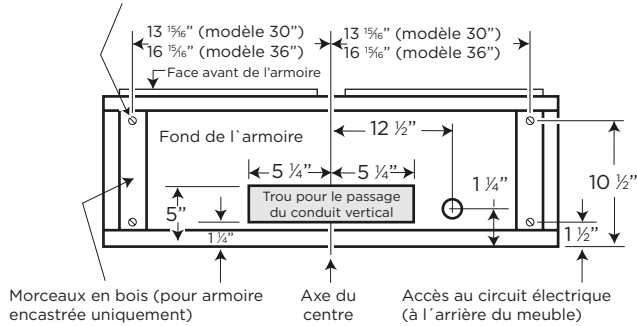 13 15⁄16” (modèle 30”) 13 15⁄16” (modèle 30”)
16 15⁄16” (modèle 36”) 16 15⁄16” (modèle 36”)
Face avant de l’armoire
Fond de l`armoire
12 ½”
5 ¼” 5 ¼”
1 ¼”
10 ½”
Trou pour le passage
du conduit vertical
5”
1 ¼”
1 ½”
Morceaux en bois (pour armoire
encastrée uniquement)
Axe du
centre
Accès au circuit électrique
(à l´arrière du meuble)